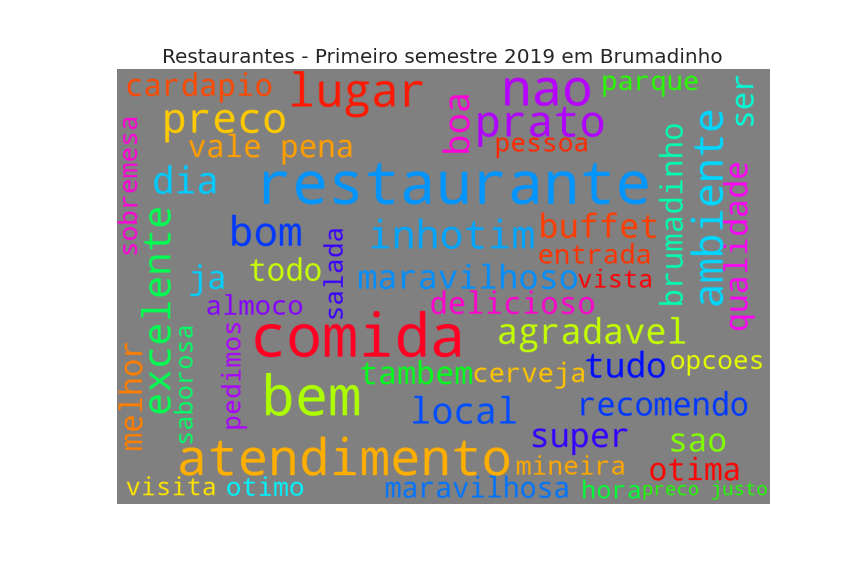 Restaurantes - Primeiro semestre 2019 em Brumadinho
cardapio
lugar
nao
parque
ser
preco
boa
prato
vale pena
pessoa
sobremesa
dia
restaurante
brumadinho
ambiente
qualidade
excelente
bom
inhotim
buffet
entrada
salada
ja
todo
maravilhoso
vista
almoco
delicioso
comida
agradavel
melhor
saborosa
pedimos
tambem
cerveja
tudo
opcoes
bem
local
recomendo
super
sao
atendimento
mineira
otima
visita
otimo
maravilhosa
hora
preco justo